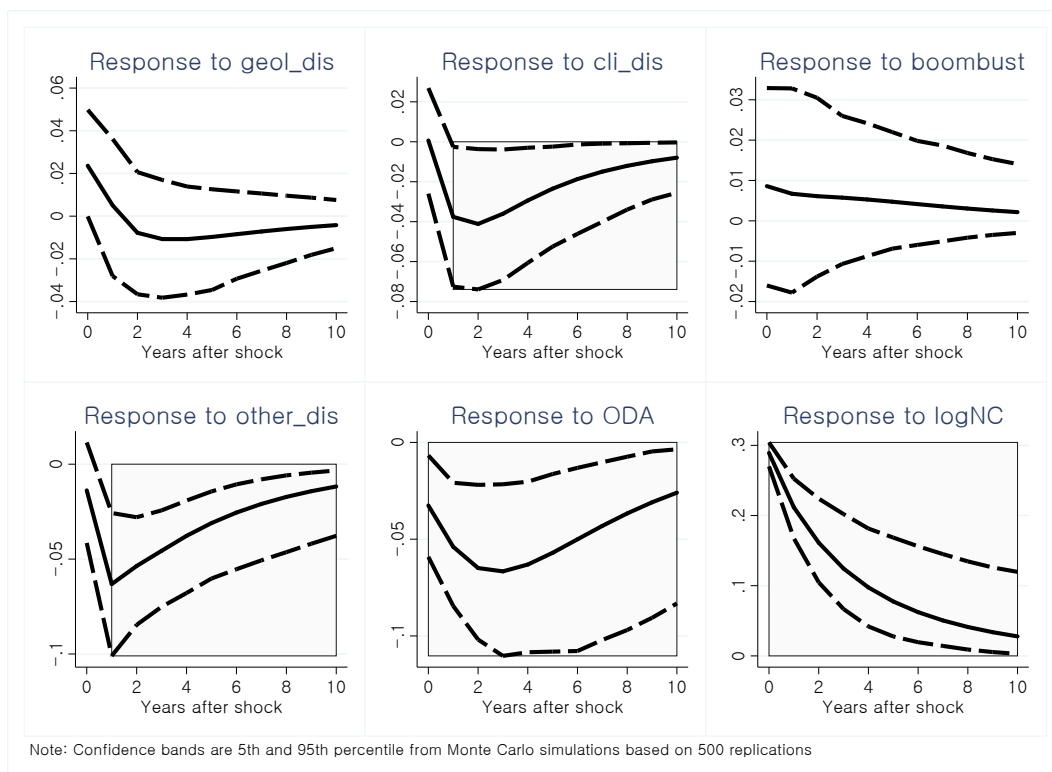 Response to geol_dis
.06
.04
.02
0
-.02
-.04
0 2 4 6 8 10
Years after shock
Response to cli_dis
.02
0
-.02
-.04
-.06
-.08
0 2 4 6 8 10
Years after shock
Response to boombust
.03
.02
.01
0
-.01
-.02
0 2 4 6 8 10
Years after shock
Response to other_dis
0
-.05
-.1
0 2 4 6 8 10
Years after shock
Response to ODA
0
-.05
-.1
0 2 4 6 8 10
Years after shock
Response to logNC
.3
.2
.1
0
0 2 4 6 8 10
Years after shock
Note: Confidence bands are 5th and 95th percentile from Monte Carlo simulations based on 500 replications